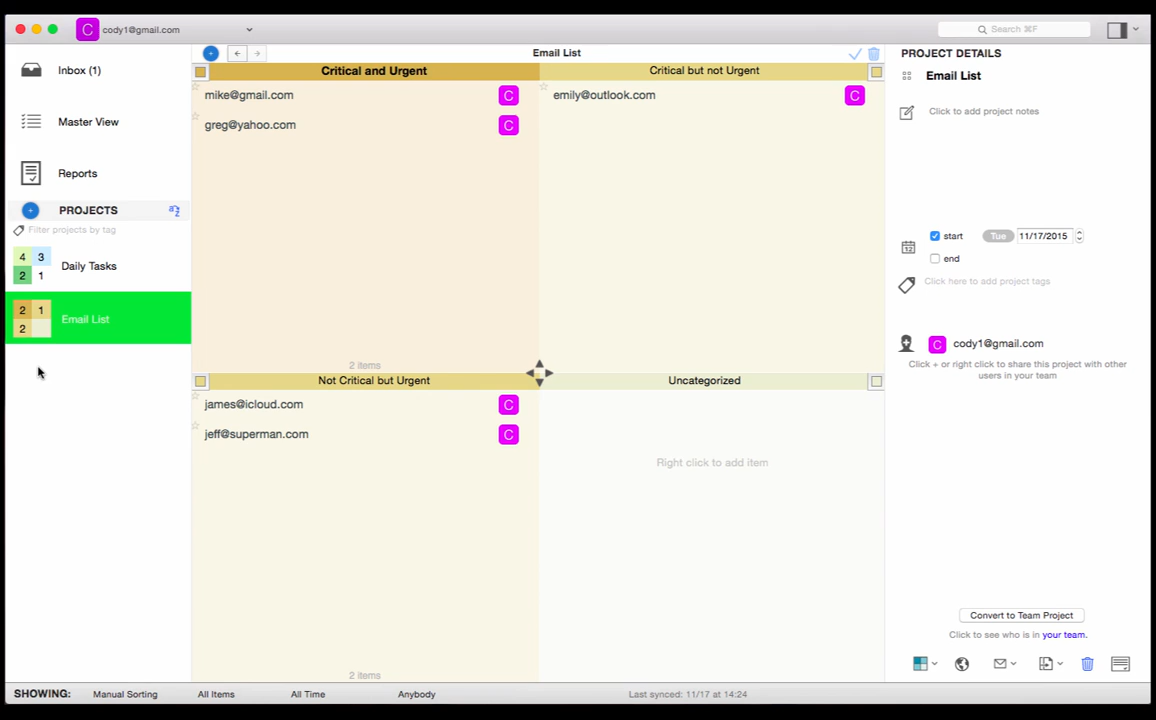 C cody1@gmail.com
Search ⌘F
Inbox (1)
Master View
Reports
+ PROJECTS a z
Filter projects by tag
4 3
2 1
Daily Tasks
2 1
2
Email List
+ ← → Email List
Critical and Urgent
mike@gmail.com C
greg@yahoo.com C
2 items
Critical but not Urgent
emily@outlook.com C
Not Critical but Urgent
james@icloud.com C
jeff@superman.com C
2 items
Uncategorized
Right click to add item
PROJECT DETAILS
Email List
Click to add project notes
12
start Tue 11/17/2015
end
Click here to add project tags
C cody1@gmail.com
Click + or right click to share this project with other
users in your team
Convert to Team Project
Click to see who is in your team.
SHOWING: Manual Sorting All Items All Time Anybody Last synced: 11/17 at 14:24